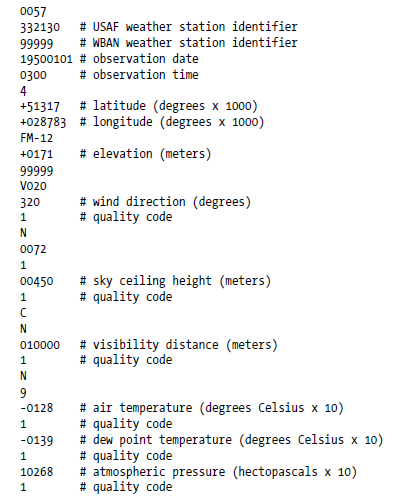 0057
332130 # USAF weather station identifier
99999 # WBAN weather station identifier
19500101 # observation date
0300 # observation time
4
+51317 # latitude (degrees x 1000)
+028783 # longitude (degrees x 1000)
FM-12
+0171 # elevation (meters)
99999
V020
320 # wind direction (degrees)
1 # quality code
N
0072
1
00450 # sky ceiling height (meters)
1 # quality code
C
N
010000 # visibility distance (meters)
1 # quality code
N
9
-0128 # air temperature (degrees Celsius x 10)
1 # quality code
-0139 # dew point temperature (degrees Celsius x 10)
1 # quality code
10268 # atmospheric pressure (hectopascals x 10)
1 # quality code